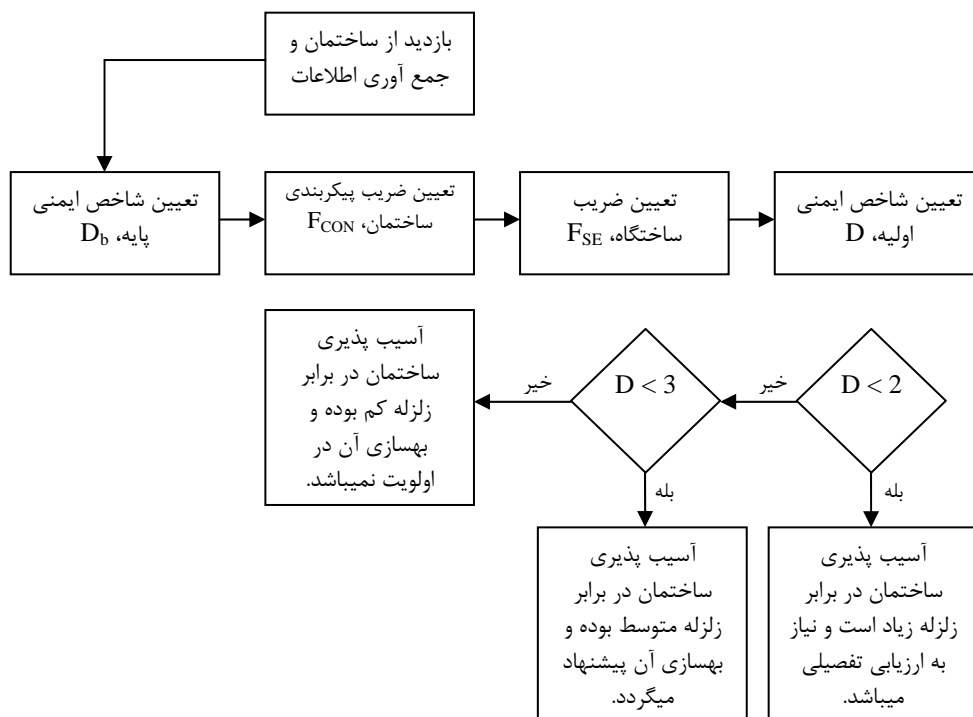 بازدید از ساختمان و
جمع آوری اطلاعات
تعیین شاخص ایمنی
پایه، D_b
تعیین ضریب پیکربندی
ساختمان، F_CON
تعیین ضریب
ساختگاه، F_SE
تعیین شاخص ایمنی
اولیه، D
D < 2
خیر
بله
D < 3
خیر
بله
آسیب پذیری
ساختمان در برابر
زلزله کم بوده و
بهسازی آن در
اولویت نمیباشد.
آسیب پذیری
ساختمان در برابر
زلزله متوسط بوده و
بهسازی آن پیشنهاد
میگردد.
آسیب پذیری
ساختمان در برابر
زلزله زیاد است و نیاز
به ارزیابی تفصیلی
میباشد.